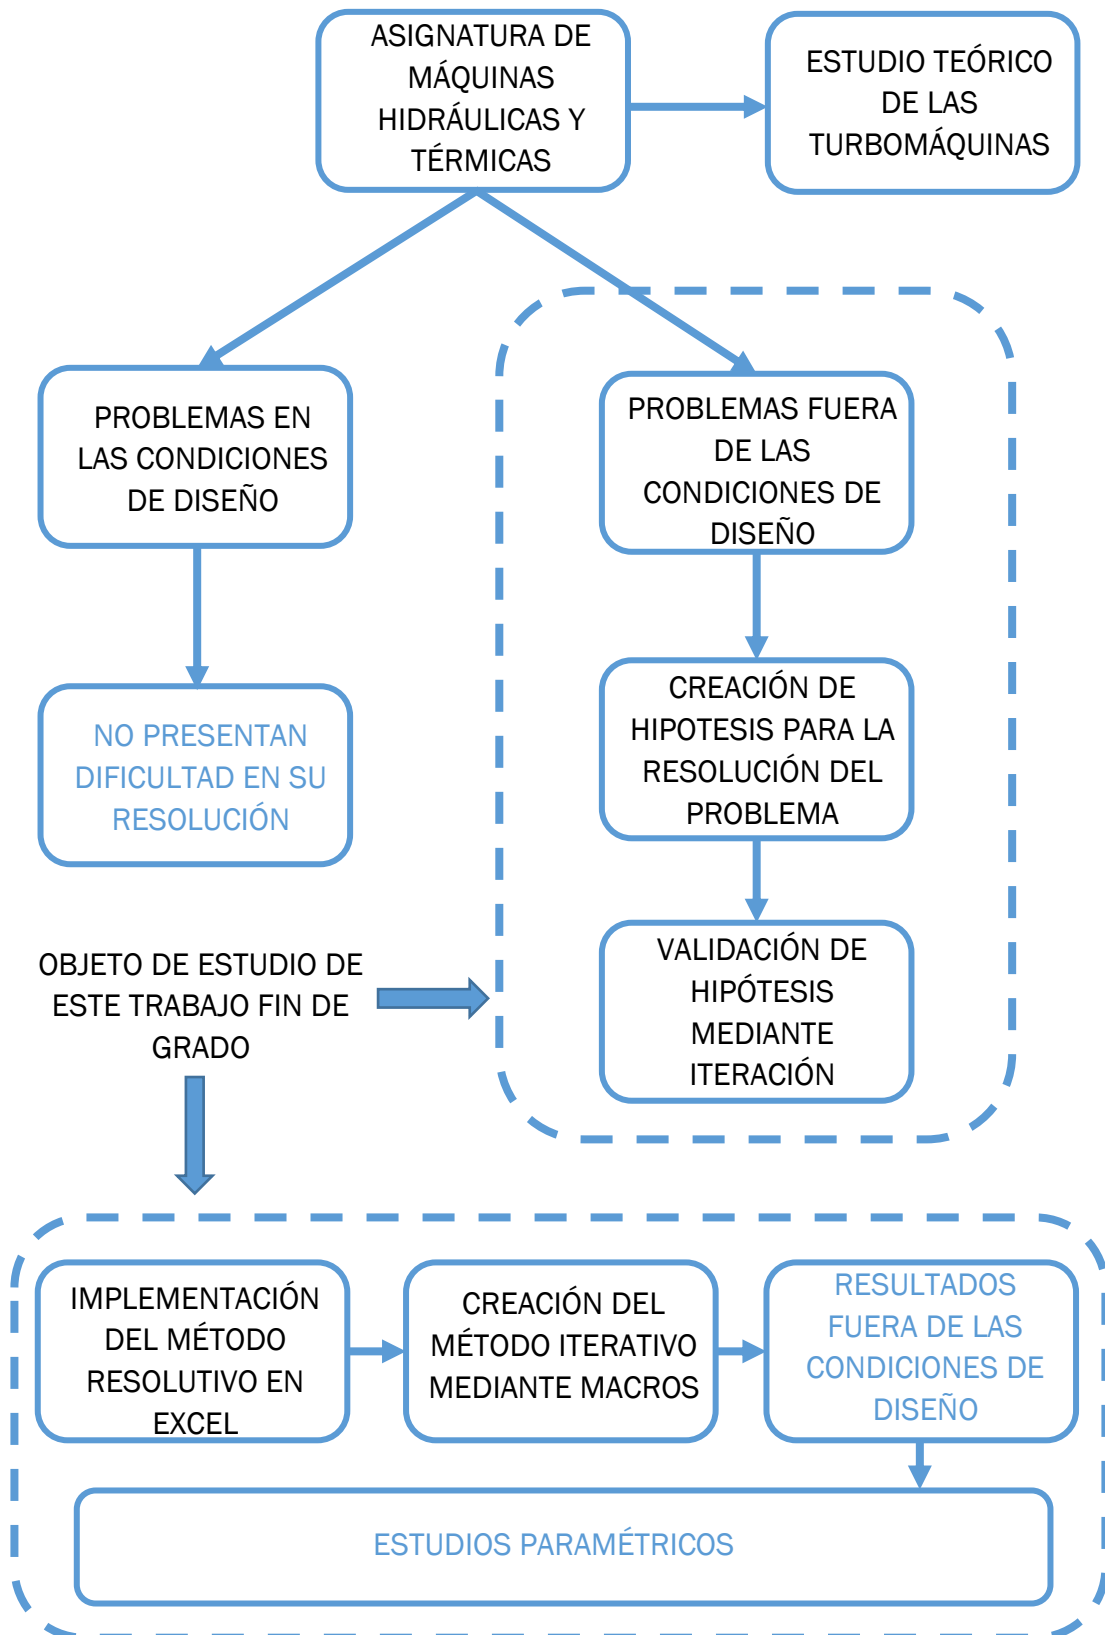 ASIGNATURA DE
MÁQUINAS
HIDRÁULICAS Y
TÉRMICAS
ESTUDIO TEÓRICO
DE LAS
TURBOMÁQUINAS
PROBLEMAS EN
LAS CONDICIONES
DE DISEÑO
PROBLEMAS FUERA
DE LAS
CONDICIONES DE
DISEÑO
NO PRESENTAN
DIFICULTAD EN SU
RESOLUCIÓN
CREACIÓN DE
HIPOTESIS PARA LA
RESOLUCIÓN DEL
PROBLEMA
VALIDACIÓN DE
HIPÓTESIS
MEDIANTE
ITERACIÓN
OBJETO DE ESTUDIO DE
ESTE TRABAJO FIN DE
GRADO
IMPLEMENTACIÓN
DEL MÉTODO
RESOLUTIVO EN
EXCEL
CREACIÓN DEL
MÉTODO ITERATIVO
MEDIANTE MACROS
RESULTADOS
FUERA DE LAS
CONDICIONES DE
DISEÑO
ESTUDIOS PARAMÉTRICOS